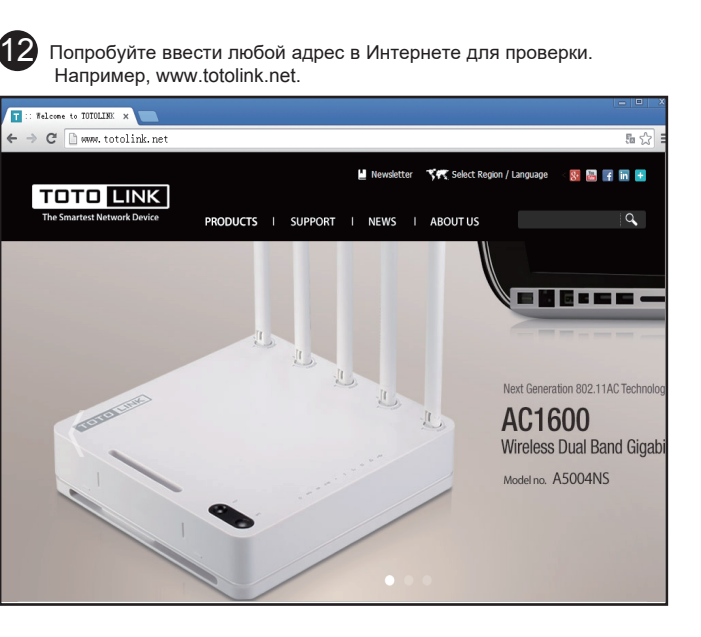 12 Попробуйте ввести любой адрес в Интернете для проверки.
Например, www.totolink.net.
T :: Welcome to TOTOLINK ×
www.totolink.net
Newsletter Select Region / Language
TOTO LINK
The Smartest Network Device
PRODUCTS | SUPPORT | NEWS | ABOUT US
TOTO LINK
Next Generation 802.11AC Technolog
AC1600
Wireless Dual Band Gigabi
Model no. A5004NS